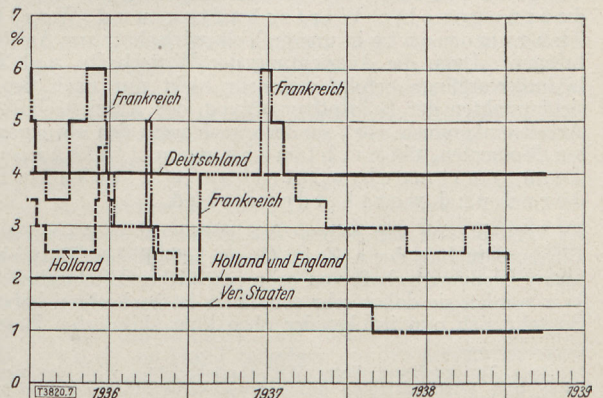 7
%
6
5
4
3
2
1
0
Frankreich
Frankreich
Deutschland
Frankreich
Holland
Holland und England
Ver. Staaten
T3820.7
1936
1937
1938
1939